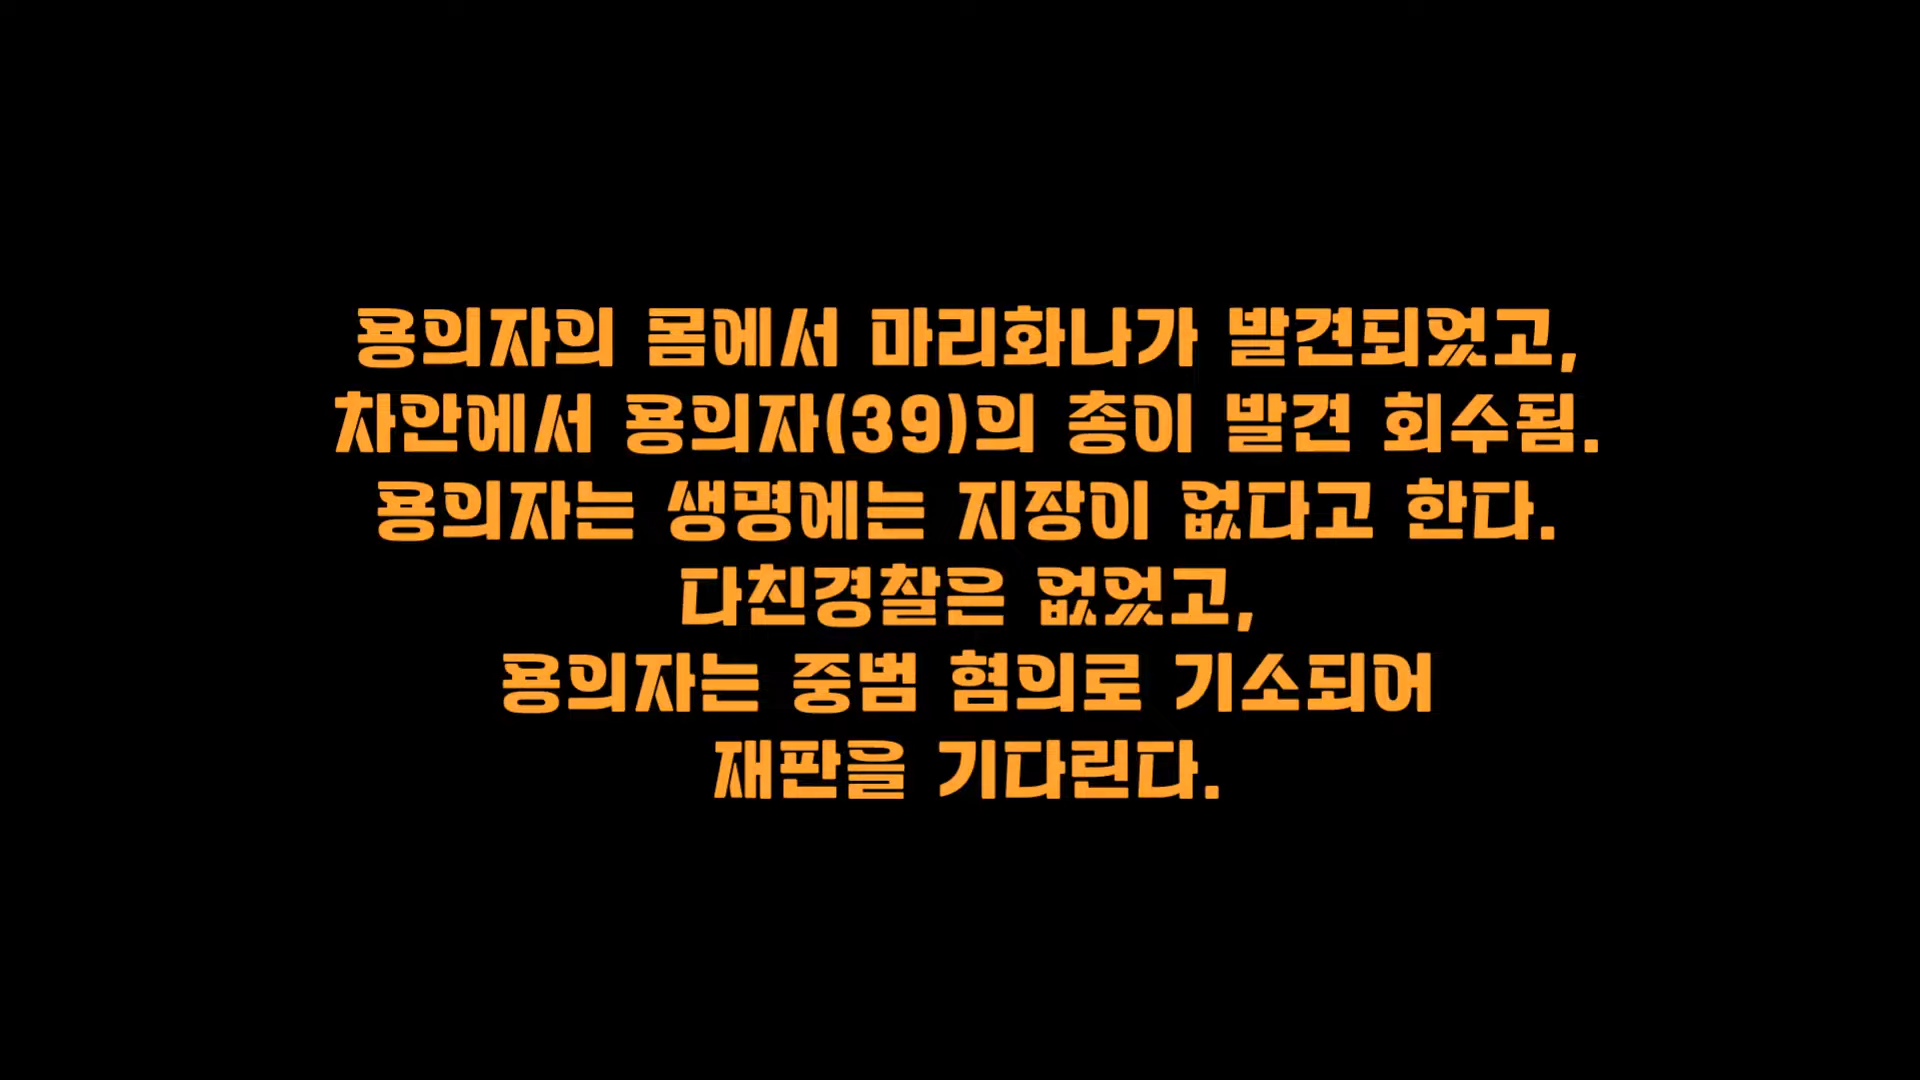 용의자의 몸에서 마리화나가 발견되었고,
차안에서 용의자(39)의 총이 발견 회수됨.
용의자는 생명에는 지장이 없다고 한다.
다친경찰은 없었고,
용의자는 중범 혐의로 기소되어
재판을 기다린다.